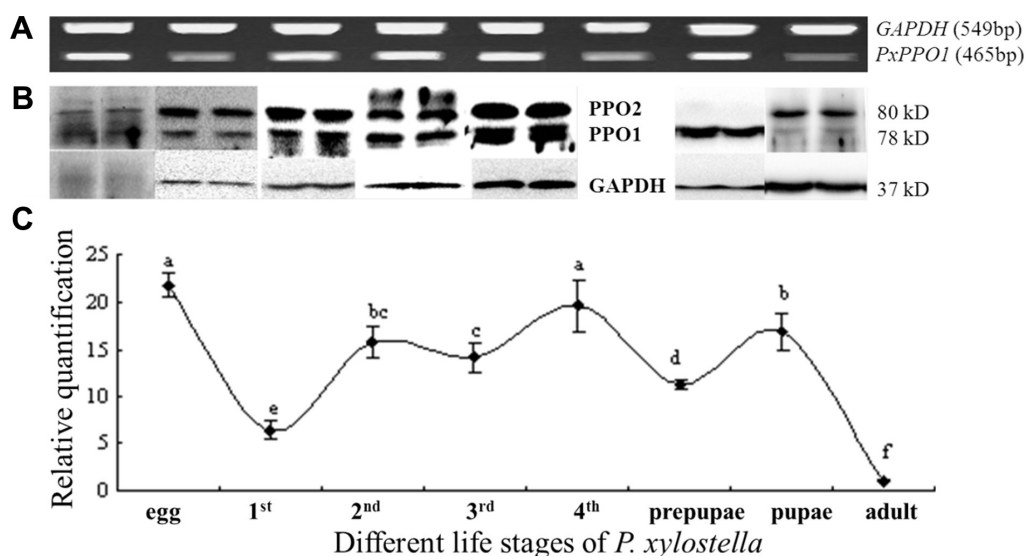 A
GAPDH (549bp)
PxPPO1 (465bp)
B
PPO2
80 kD
PPO1
78 kD
GAPDH
37 kD
C
Relative quantification
25
20
15
10
5
0
a
e
bc
c
a
d
b
f
egg 1st 2nd 3rd 4th prepupae pupae adult
Different life stages of P. xylostella